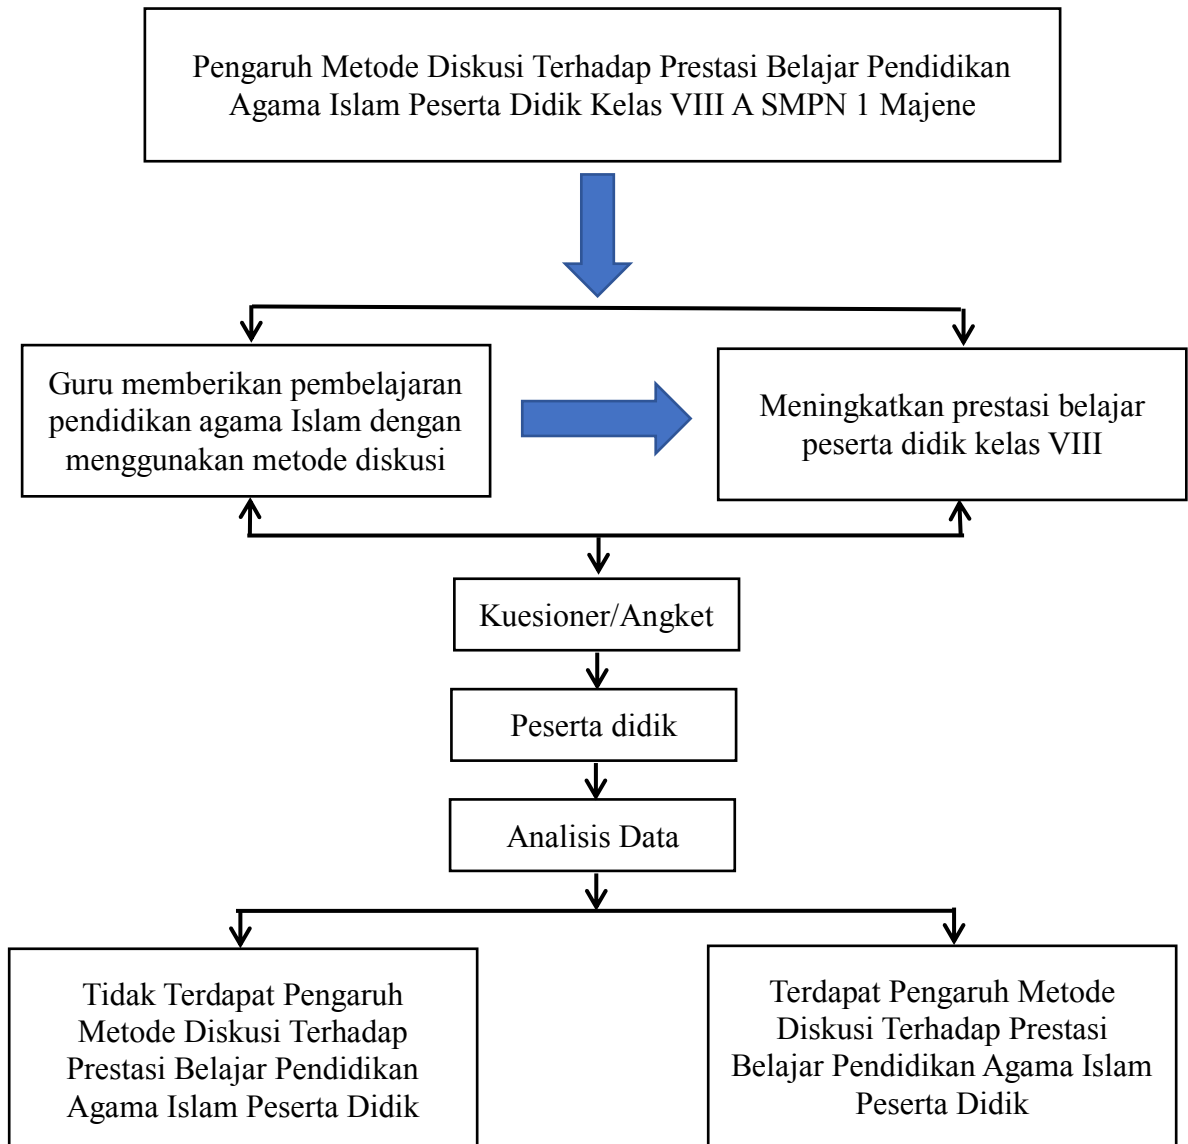 Pengaruh Metode Diskusi Terhadap Prestasi Belajar Pendidikan
Agama Islam Peserta Didik Kelas VIII A SMPN 1 Majene
Guru memberikan pembelajaran
pendidikan agama Islam dengan
menggunakan metode diskusi
Meningkatkan prestasi belajar
peserta didik kelas VIII
Kuesioner/Angket
Peserta didik
Analisis Data
Tidak Terdapat Pengaruh
Metode Diskusi Terhadap
Prestasi Belajar Pendidikan
Agama Islam Peserta Didik
Terdapat Pengaruh Metode
Diskusi Terhadap Prestasi
Belajar Pendidikan Agama Islam
Peserta Didik